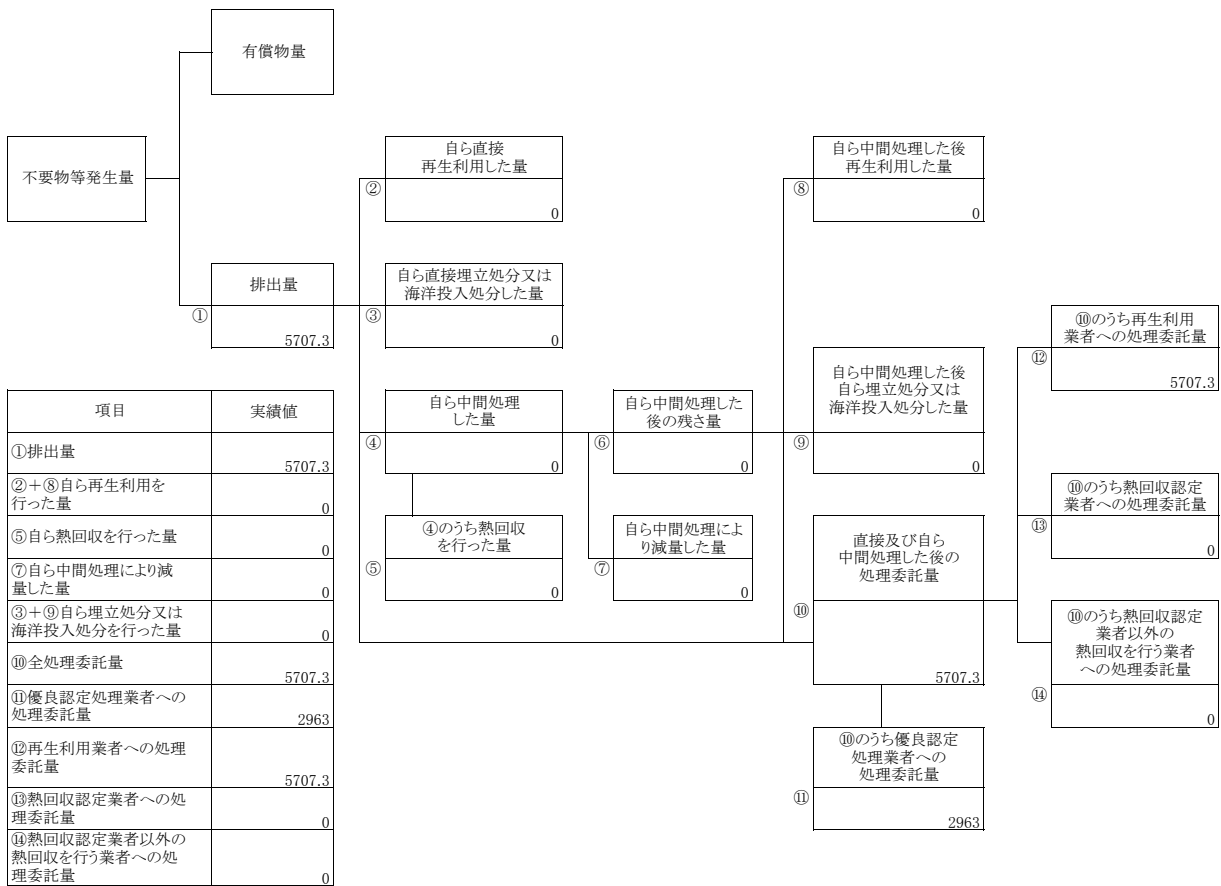 有償物量
不要物等発生量
排出量
①
5707.3
自ら直接
再生利用した量
②
0
自ら直接埋立処分又は
海洋投入処分した量
③
0
自ら中間処理
した量
④
0
④のうち熱回収
を行った量
⑤
0
自ら中間処理した
後の残さ量
⑥
0
自ら中間処理によ
り減量した量
⑦
0
自ら中間処理した後
再生利用した量
⑧
0
自ら中間処理した後
自ら埋立処分又は
海洋投入処分した量
⑨
0
直接及び自ら
中間処理した後の
処理委託量
⑩
5707.3
⑩のうち優良認定
処理業者への
処理委託量
⑪
2963
⑩のうち再生利用
業者への処理委託量
⑫
5707.3
⑩のうち熱回収認定
業者への処理委託量
⑬
0
⑩のうち熱回収認定
業者以外の
熱回収を行う業者
への処理委託量
⑭
0
項目 実績値
①排出量
5707.3
②＋⑧自ら再生利用を
行った量
0
⑤自ら熱回収を行った量
0
⑦自ら中間処理により減
量した量
0
③＋⑨自ら埋立処分又は
海洋投入処分を行った量
0
⑩全処理委託量
5707.3
⑪優良認定処理業者への
処理委託量
2963
⑫再生利用業者への処理
委託量
5707.3
⑬熱回収認定業者への処
理委託量
0
⑭熱回収認定業者以外の
熱回収を行う業者への処
理委託量
0